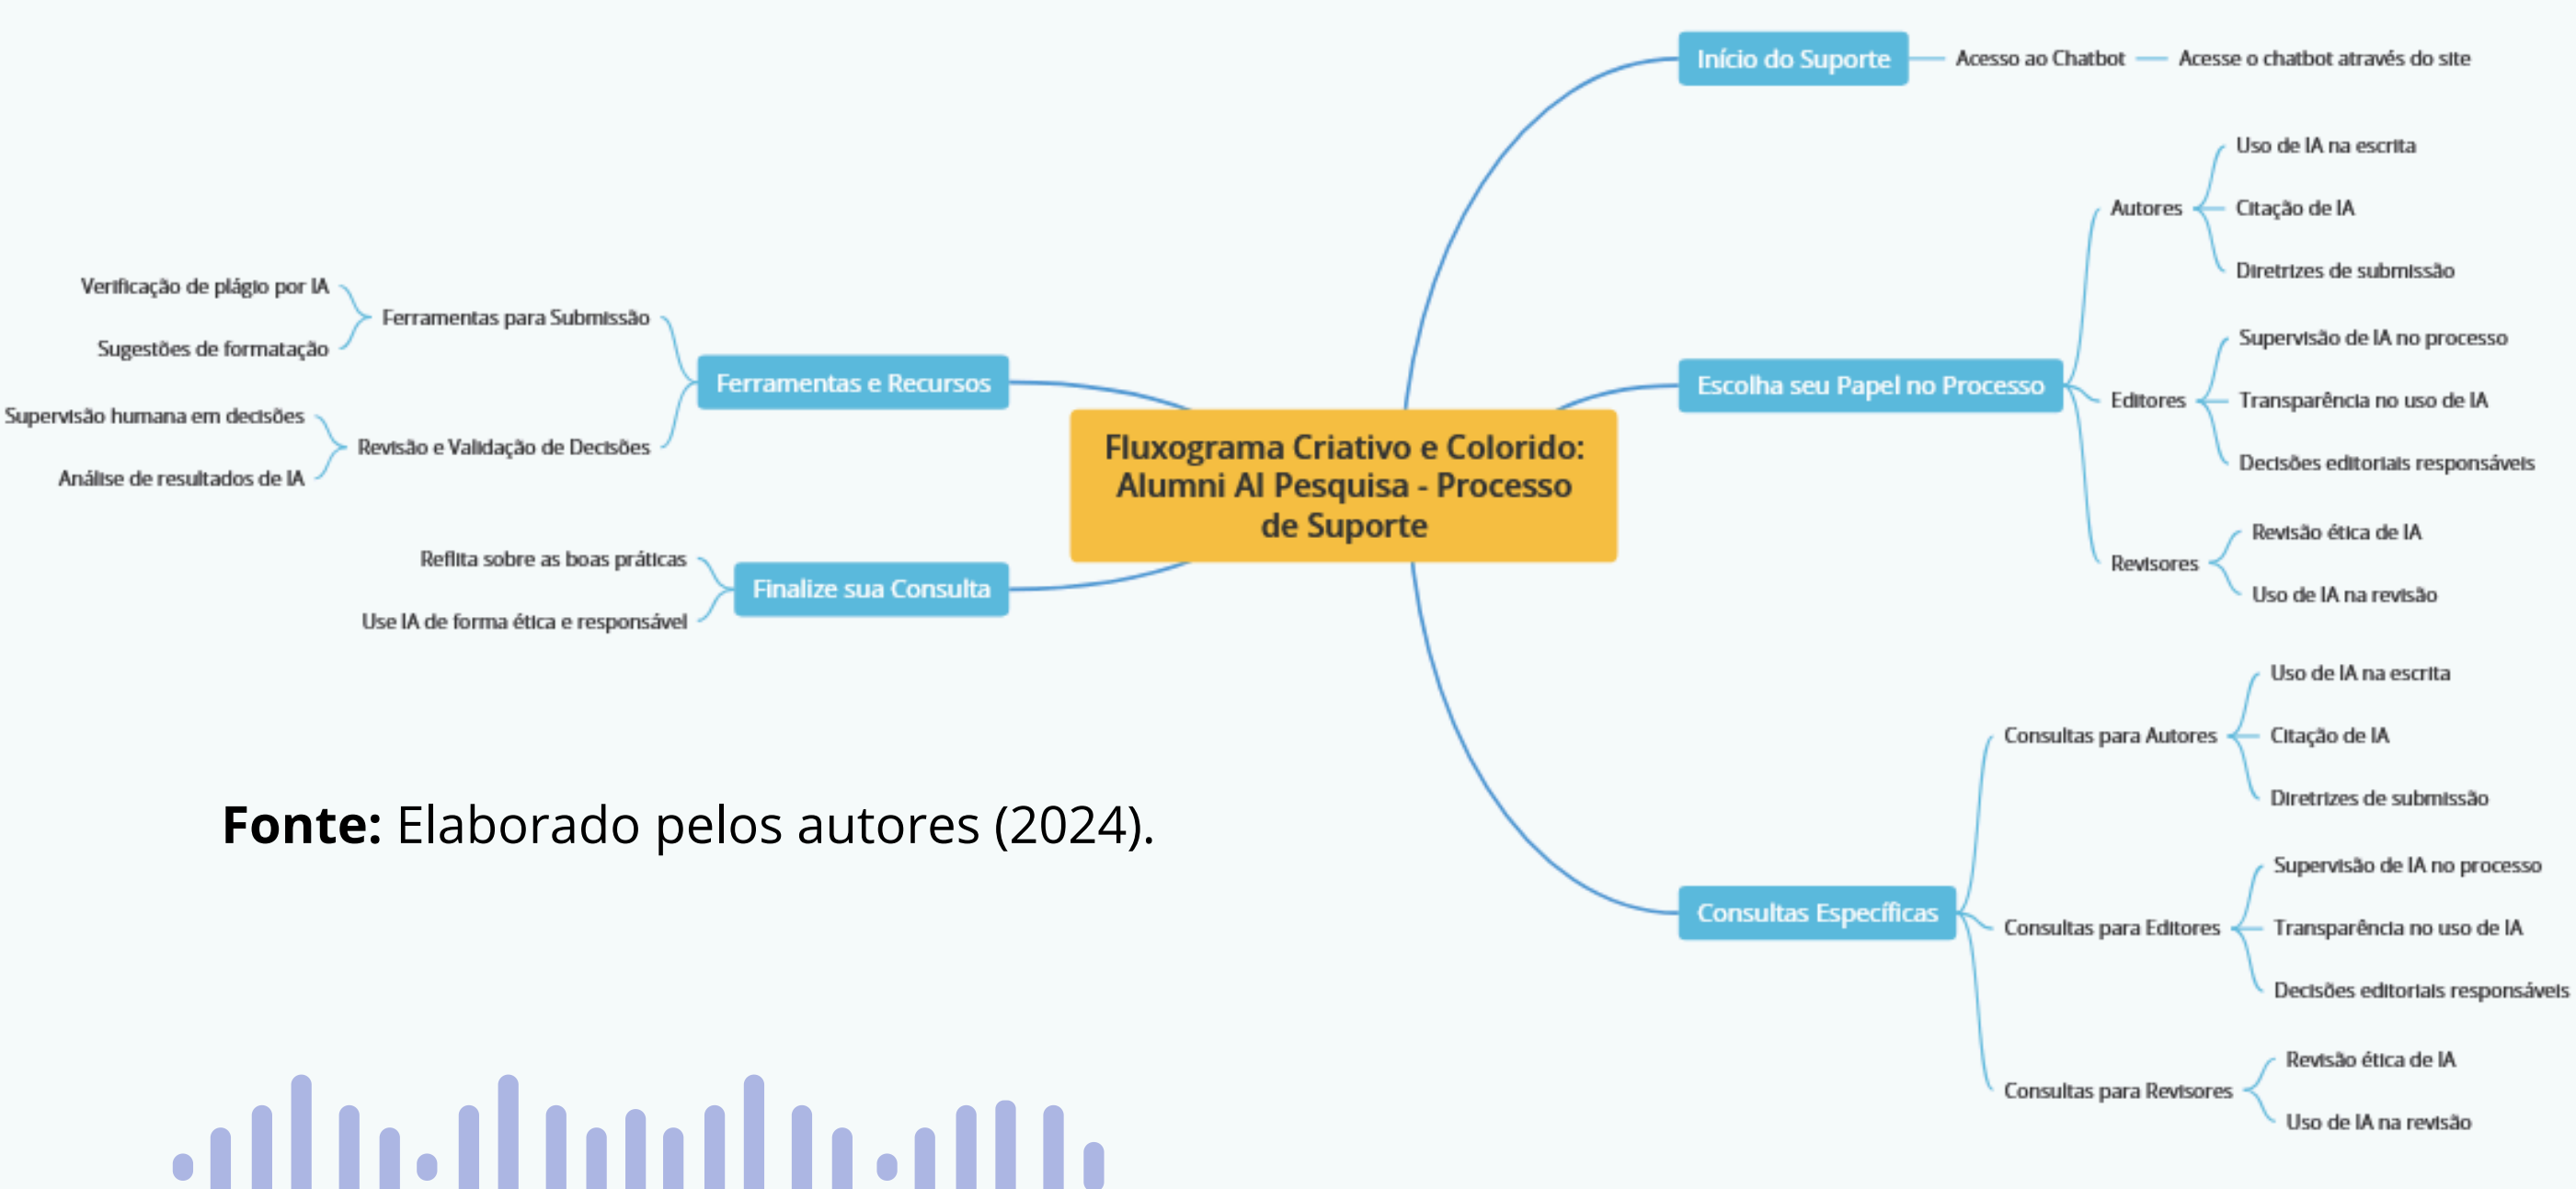 Fluxograma Criativo e Colorido:
Alumni AI Pesquisa - Processo
de Suporte
Início do Suporte
Acesso ao Chatbot
Acesse o chatbot através do site
Escolha seu Papel no Processo
Autores
Uso de IA na escrita
Citação de IA
Diretrizes de submissão
Editores
Supervisão de IA no processo
Transparência no uso de IA
Decisões editoriais responsáveis
Revisores
Revisão ética de IA
Uso de IA na revisão
Consultas Específicas
Consultas para Autores
Uso de IA na escrita
Citação de IA
Diretrizes de submissão
Consultas para Editores
Supervisão de IA no processo
Transparência no uso de IA
Decisões editoriais responsáveis
Consultas para Revisores
Revisão ética de IA
Uso de IA na revisão
Ferramentas e Recursos
Ferramentas para Submissão
Verificação de plágio por IA
Sugestões de formatação
Revisão e Validação de Decisões
Supervisão humana em decisões
Análise de resultados de IA
Finalize sua Consulta
Reflita sobre as boas práticas
Use IA de forma ética e responsável
Fonte: Elaborado pelos autores (2024).